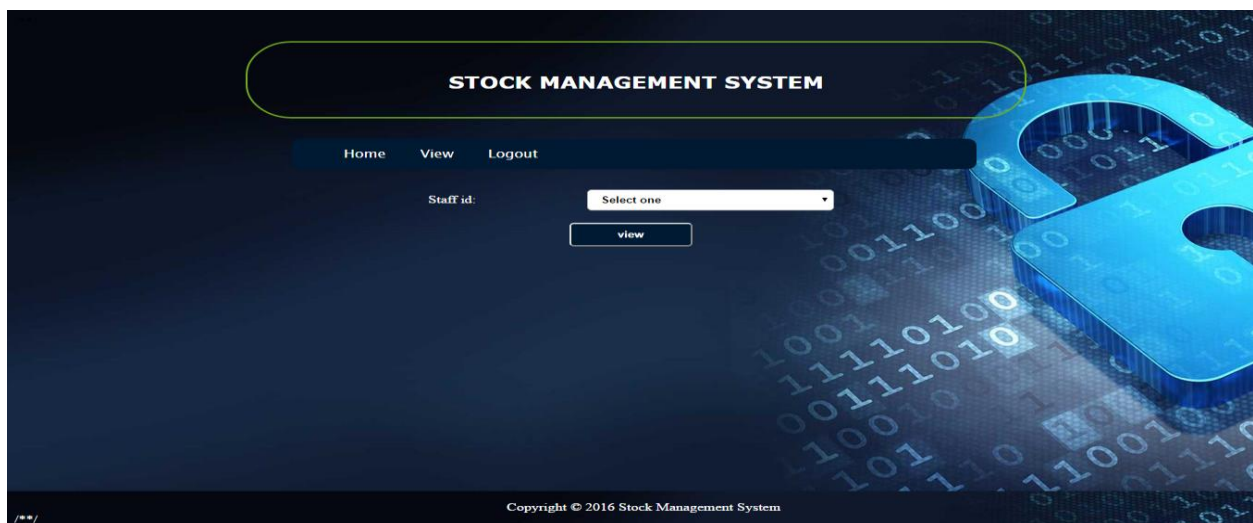 STOCK MANAGEMENT SYSTEM
Home View Logout
Staff id: Select one
view
Copyright © 2016 Stock Management System
/**/